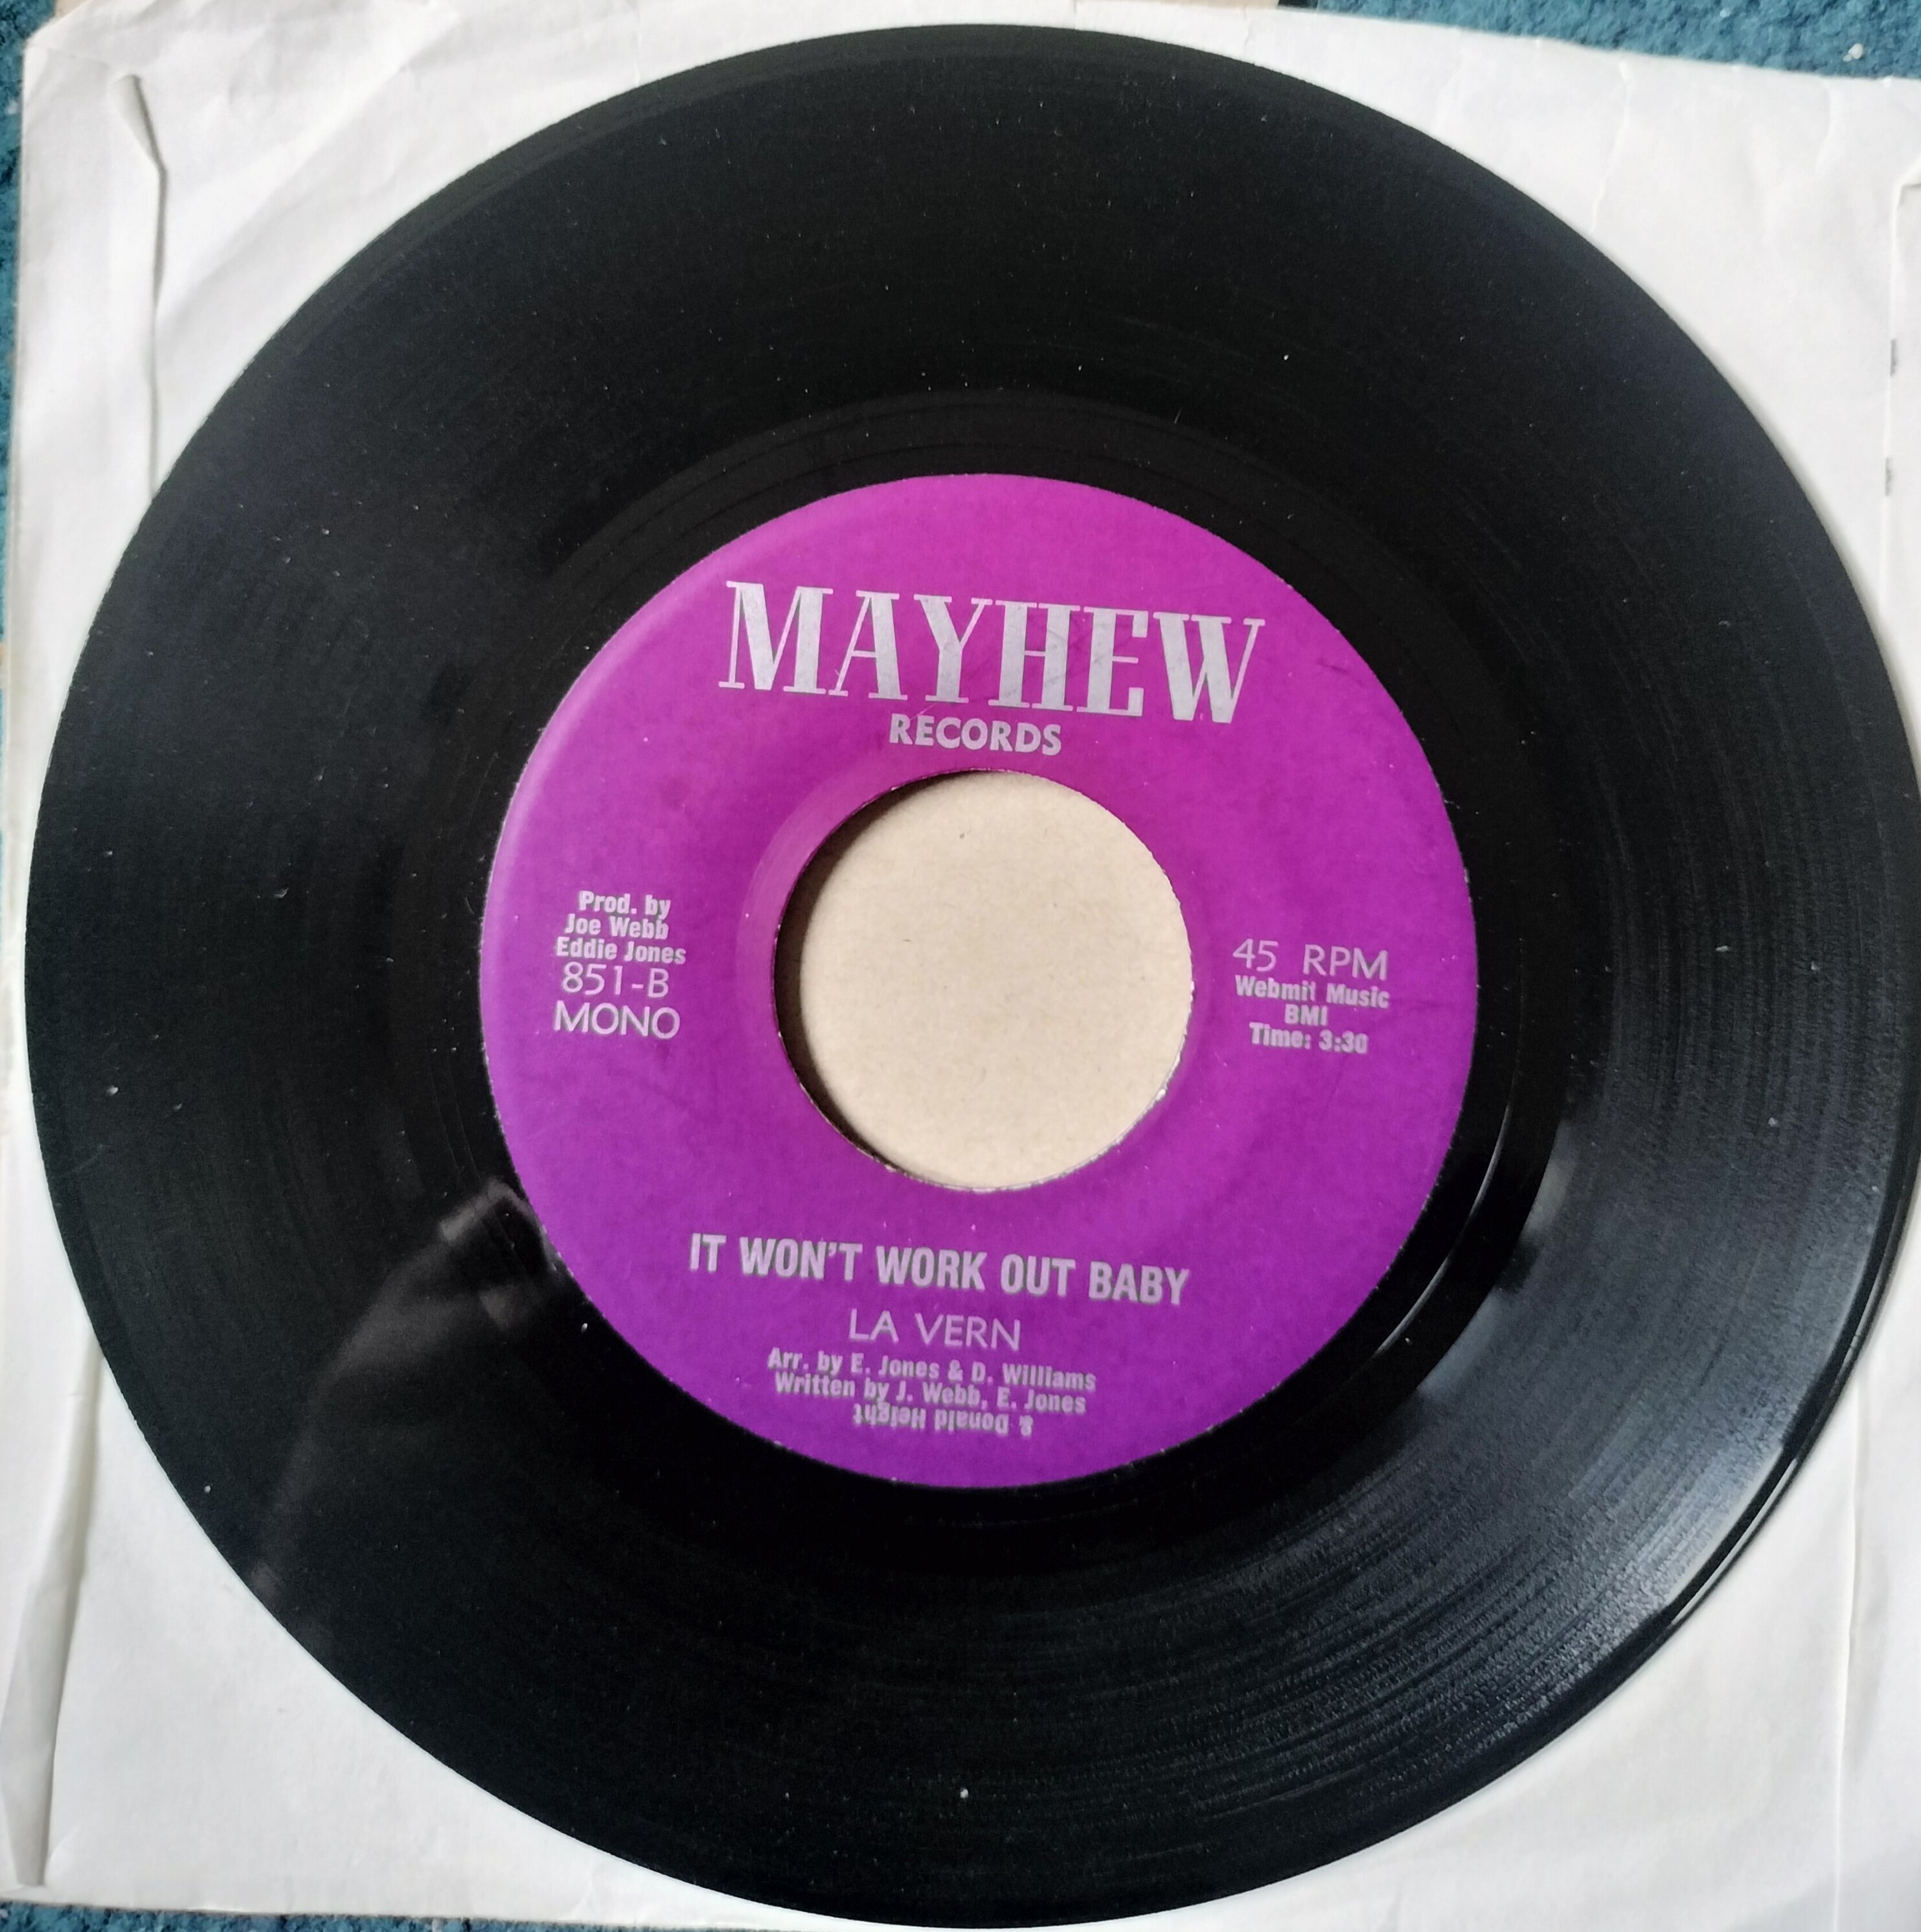 MAYHEW
RECORDS
Prod. by
Joe Webb
Eddie Jones
851-B
MONO
45 RPM
Webmit Music
BMI
Time: 3:30
IT WON'T WORK OUT BABY
LA VERN
Arr. by E. Jones & D. Williams
Written by J. Webb, E. Jones
& Donald Height